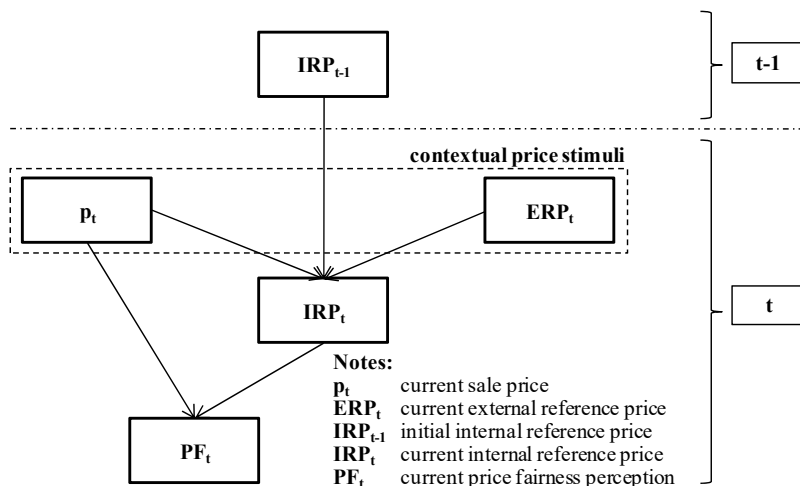 IRPt-1
t-1
contextual price stimuli
pt
ERPt
IRPt
t
Notes:
pt current sale price
ERPt current external reference price
IRPt-1 initial internal reference price
IRPt current internal reference price
PFt current price fairness perception
PFt